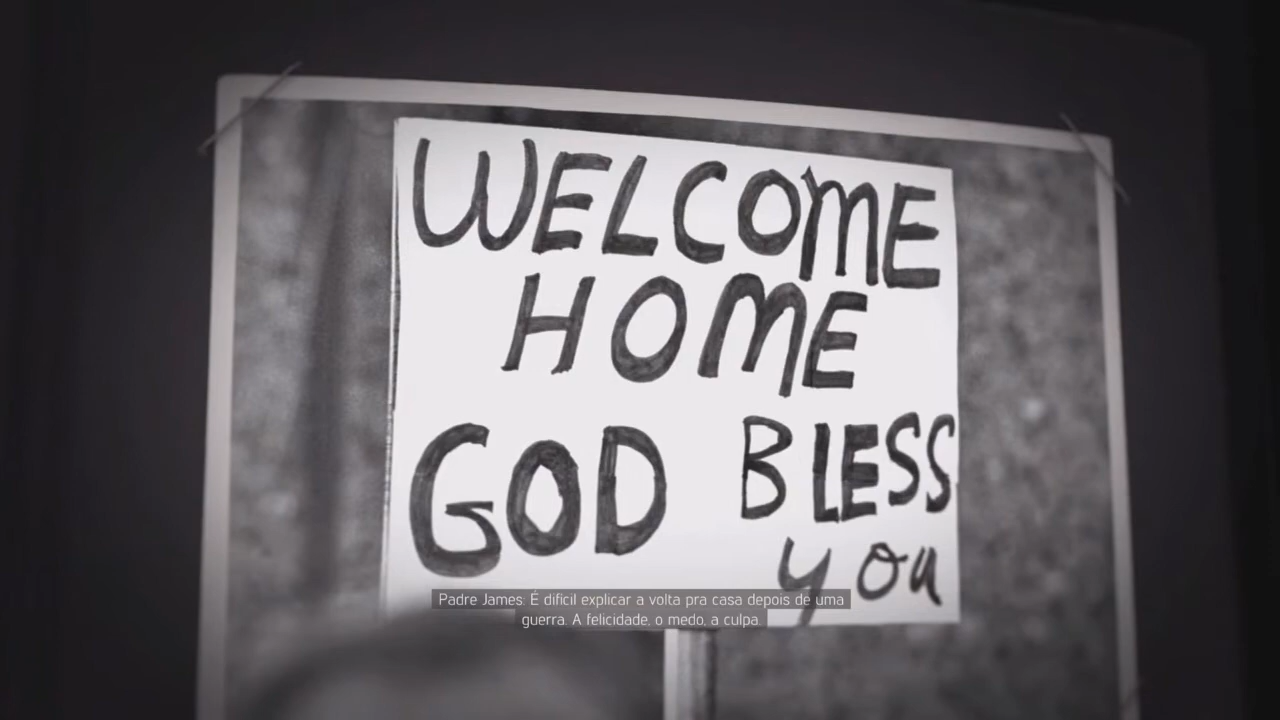 WELCOME
HOME
GOD BLESS
you
Padre James: É difícil explicar a volta pra casa depois de uma
guerra. A felicidade, o medo, a culpa.